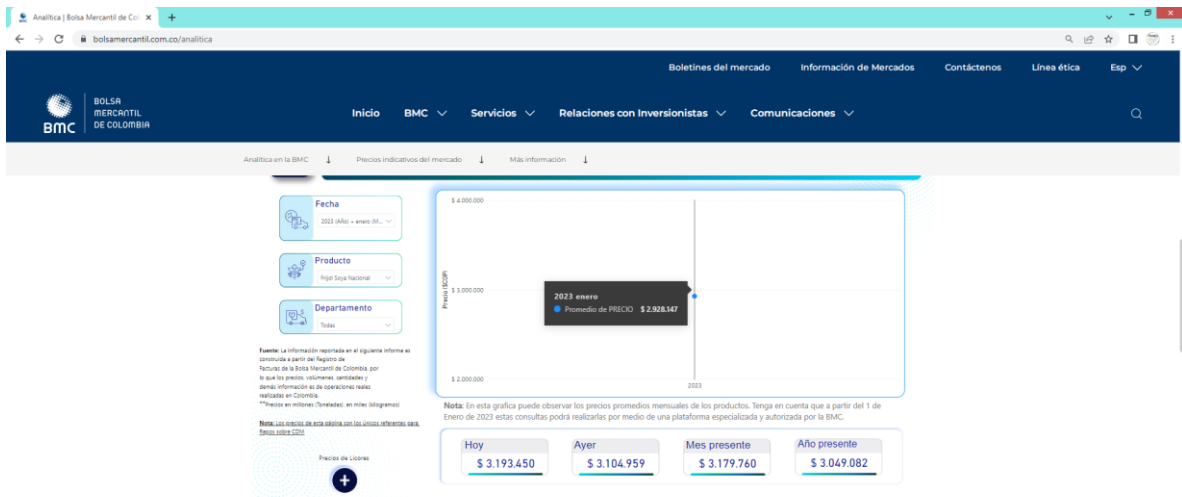 Analítica | Bolsa Mercantil de Col
bolsamercantil.com.co/analitica
Boletines del mercado
Información de Mercados
Contáctenos
Línea ética
Esp
BMC
BOLSA
MERCANTIL
DE COLOMBIA
Inicio
BMC
Servicios
Relaciones con Inversionistas
Comunicaciones
Analítica en la BMC
Precios indicativos del mercado
Más información
Fecha
2023 (Año) + enero (M...
Producto
Frijol Soya Nacional
Departamento
Todas
Fuente: La información reportada en el siguiente informe es
construida a partir del Registro de
Facturas de la Bolsa Mercantil de Colombia, por
lo que los precios, volúmenes, cantidades y
demás información es de operaciones reales
realizadas en Colombia.
**Precios en millones (Toneladas), en miles (kilogramos)
Nota: Los precios de esta página son los únicos referentes para
Repos sobre CDM
Precios de Licores
$ 4.000.000
$ 3.000.000
$ 2.000.000
2023 enero
Promedio de PRECIO $ 2.928.147
2023
Nota: En esta grafica puede observar los precios promedios mensuales de los productos. Tenga en cuenta que a partir del 1 de
Enero de 2023 estas consultas podrá realizarlas por medio de una plataforma especializada y autorizada por la BMC.
Hoy
$ 3.193.450
Ayer
$ 3.104.959
Mes presente
$ 3.179.760
Año presente
$ 3.049.082